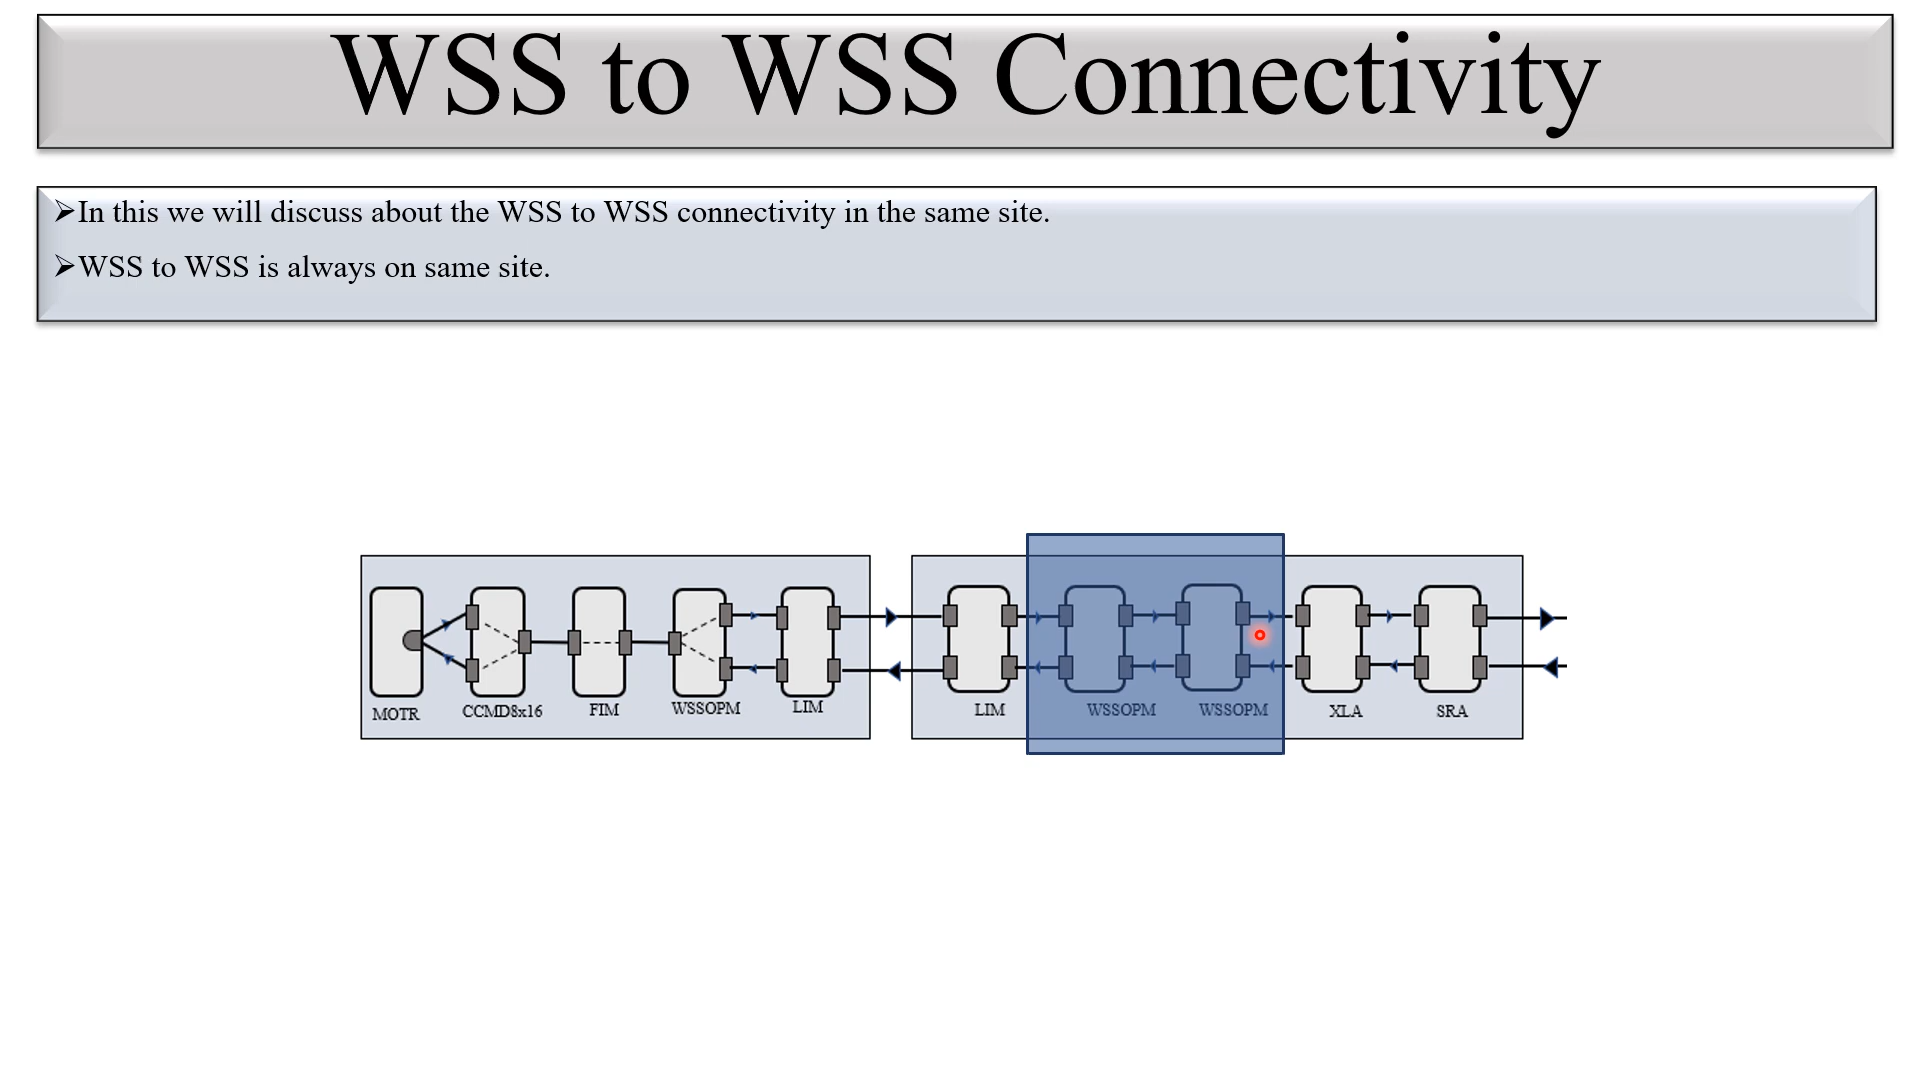 WSS to WSS Connectivity
➢In this we will discuss about the WSS to WSS connectivity in the same site.
➢WSS to WSS is always on same site.
MOTR CCMD8x16 FIM WSSOPM LIM LIM WSSOPM WSSOPM XLA SRA